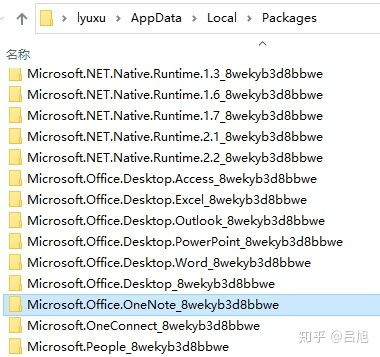 lyuxu > AppData > Local > Packages
名称
Microsoft.NET.Native.Runtime.1.3_8wekyb3d8bbwe
Microsoft.NET.Native.Runtime.1.6_8wekyb3d8bbwe
Microsoft.NET.Native.Runtime.1.7_8wekyb3d8bbwe
Microsoft.NET.Native.Runtime.2.1_8wekyb3d8bbwe
Microsoft.NET.Native.Runtime.2.2_8wekyb3d8bbwe
Microsoft.Office.Desktop.Access_8wekyb3d8bbwe
Microsoft.Office.Desktop.Excel_8wekyb3d8bbwe
Microsoft.Office.Desktop.Outlook_8wekyb3d8bbwe
Microsoft.Office.Desktop.PowerPoint_8wekyb3d8bbwe
Microsoft.Office.Desktop.Word_8wekyb3d8bbwe
Microsoft.Office.Desktop_8wekyb3d8bbwe
Microsoft.Office.OneNote_8wekyb3d8bbwe
Microsoft.OneConnect_8wekyb3d8bbwe
Microsoft.People_8wekyb3d8bbwe
知乎 @吕旭